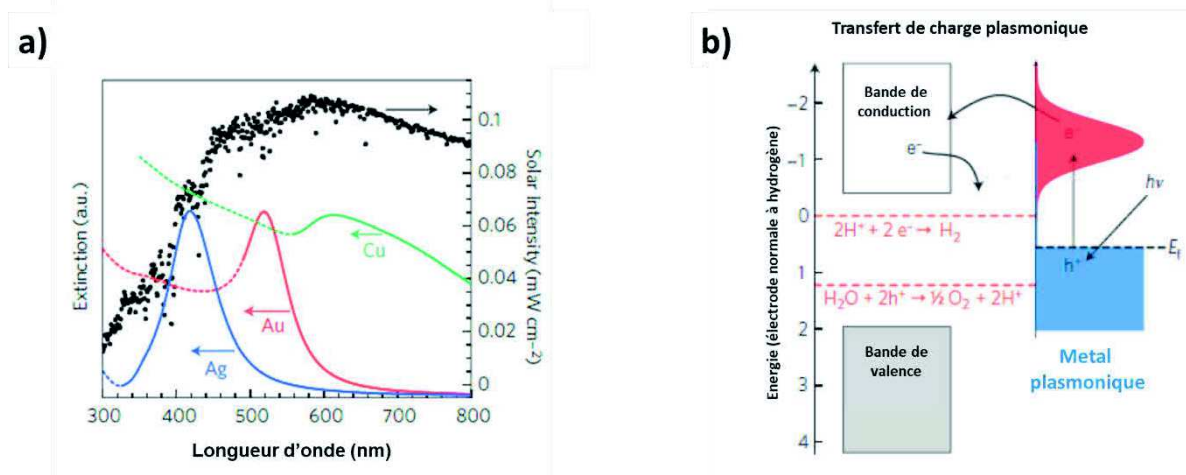 a)
Extinction (a.u.)
Solar Intensity (mW cm⁻²)
0.1
0.08
0.06
0.04
0.02
0
Cu
Au
Ag
300
400
500
600
700
800
Longueur d'onde (nm)
b)
Transfert de charge plasmonique
Energie (électrode normale à hydrogène)
-2
-1
0
1
2
3
4
Bande de
conduction
e⁻
e⁻
hν
2H⁺ + 2 e⁻→ H₂
h⁺
E_f
H₂O + 2h⁺ → ½ O₂ + 2H⁺
Bande de
valence
Metal
plasmonique